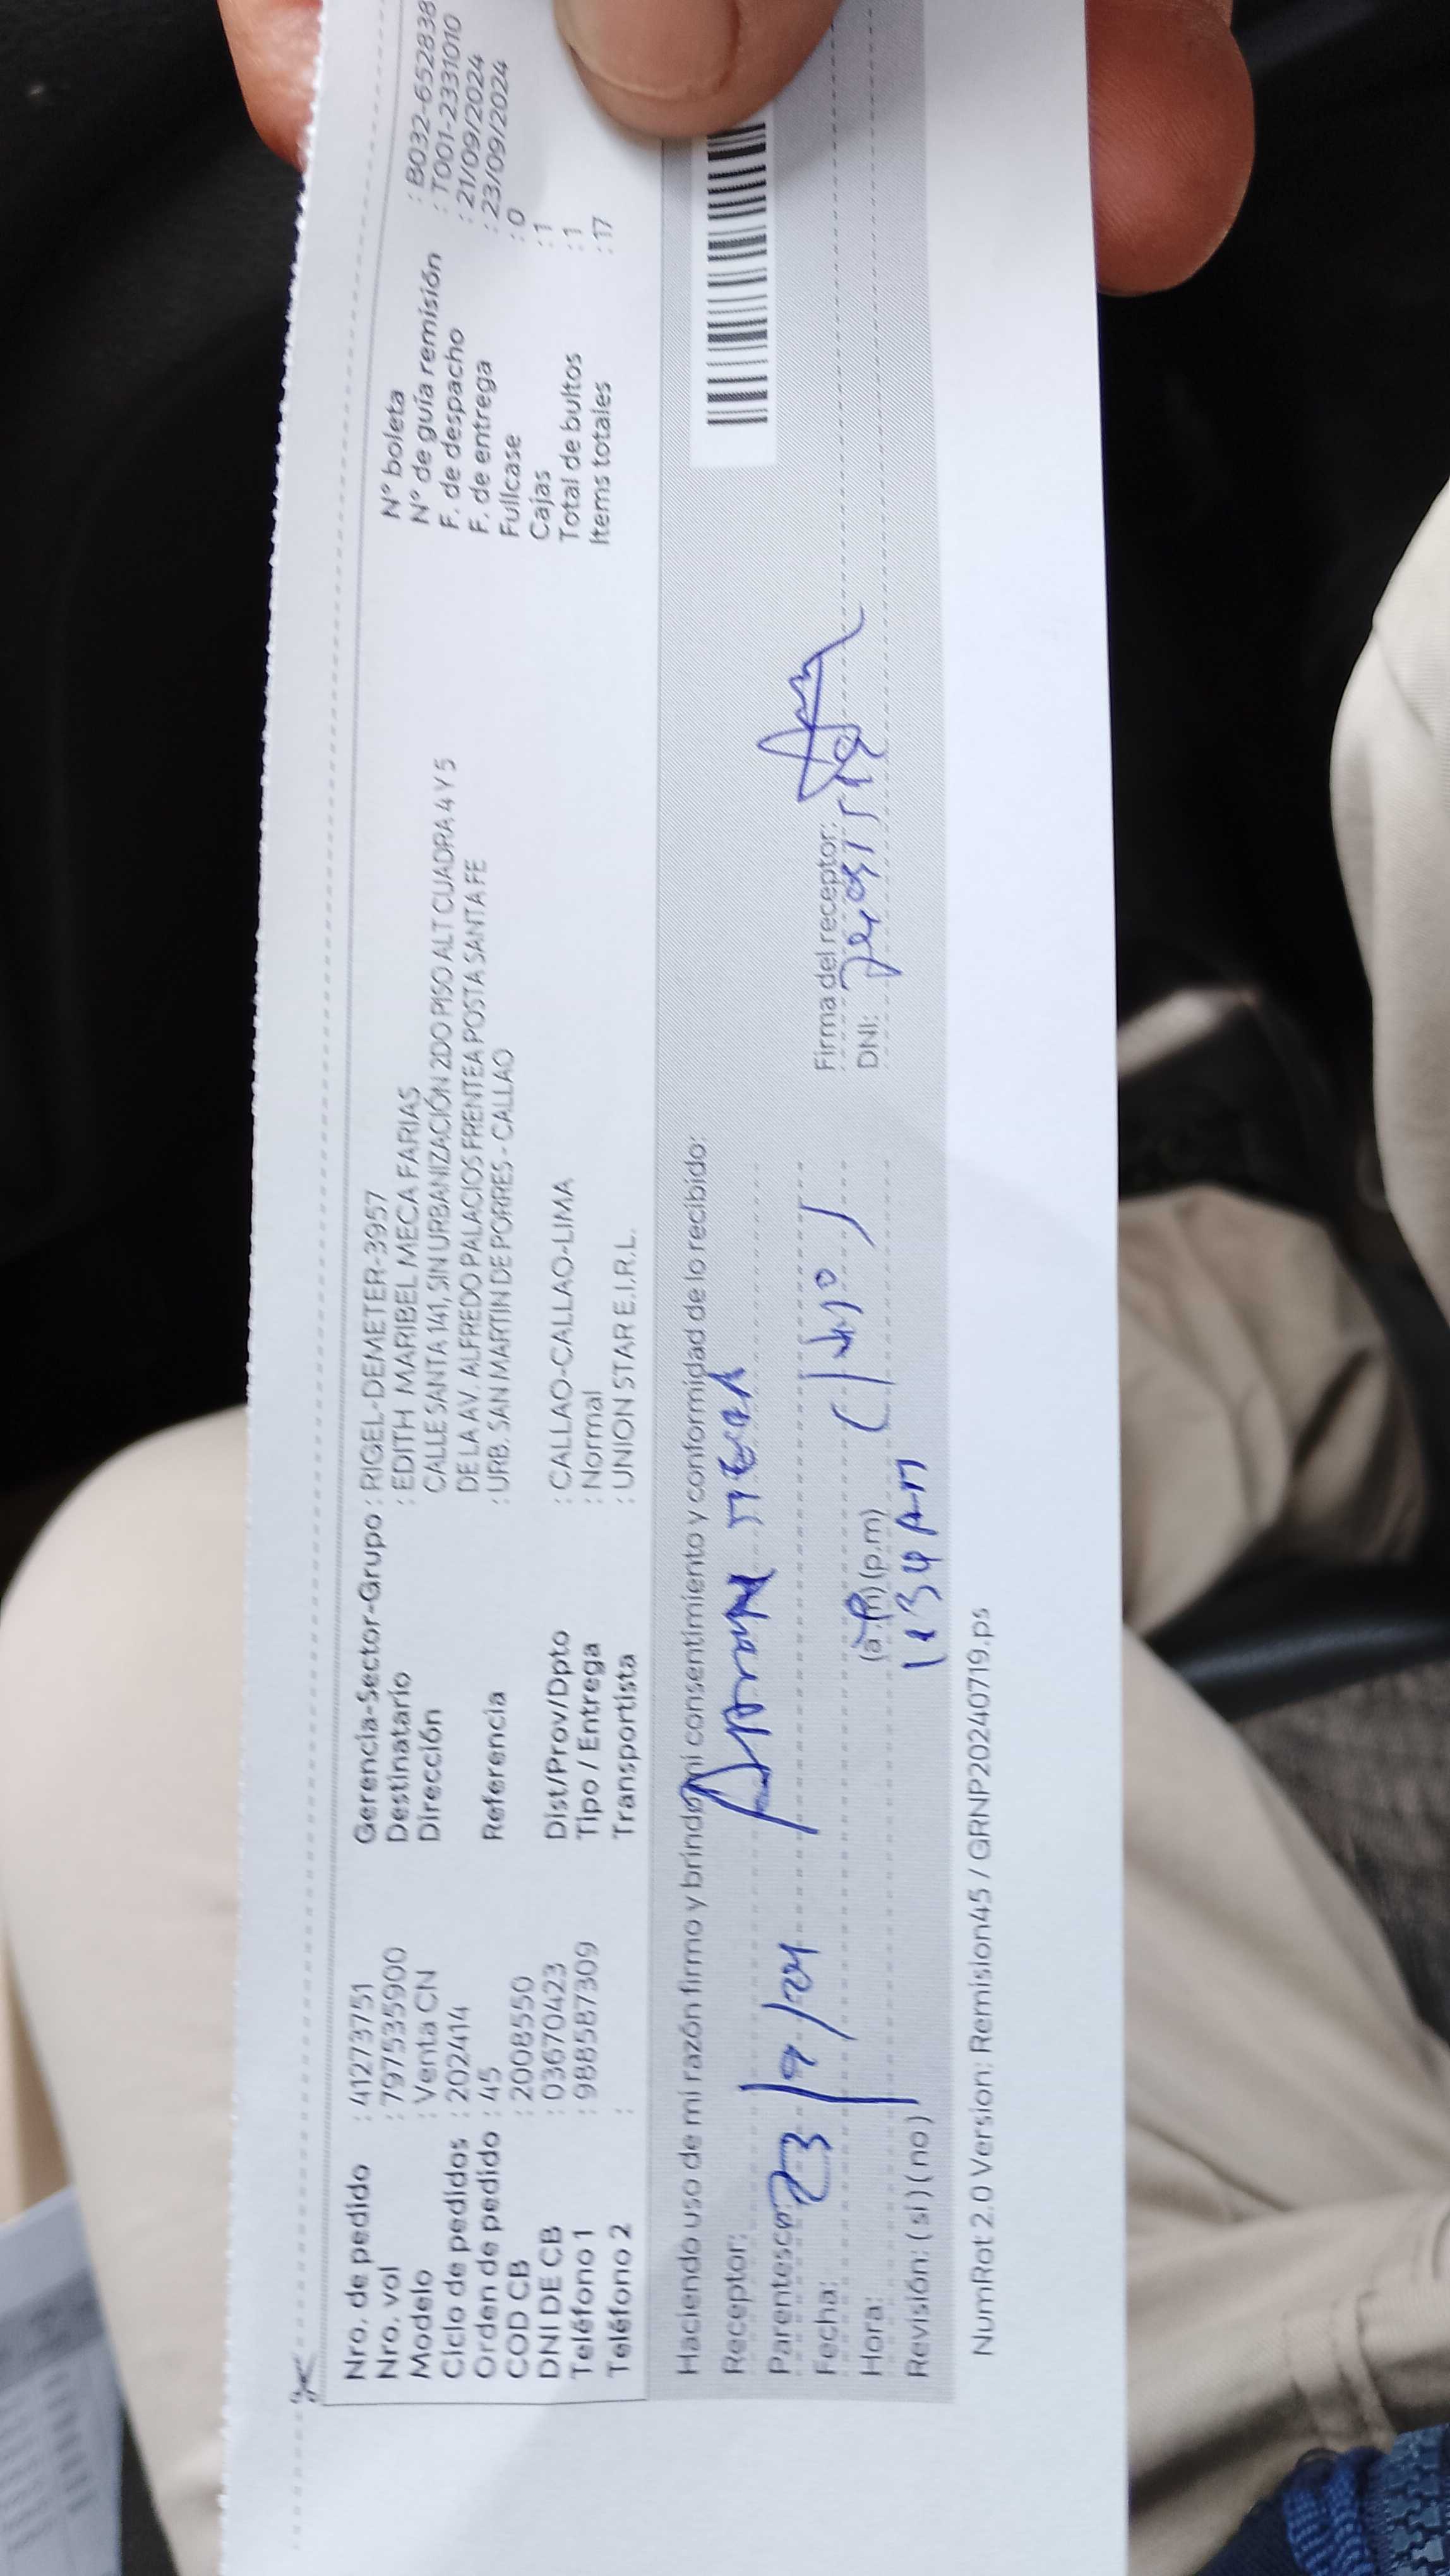 Nro. de pedido : 41273751
Nro. vol : 797535900
Modelo : Venta CN
Ciclo de pedidos : 202414
Orden de pedido : 45
COD CB : 2008550
DNI DE CB : 03670423
Teléfono 1 : 988587309
Teléfono 2 :
Gerencia-Sector-Grupo : RIGEL-DEMETER-3957
Destinatario : EDITH MARIBEL MECA FARIAS
Dirección CALLE SANTA 141, SIN URBANIZACIÓN 2DO PISO ALT CUADRA 4 Y 5
DE LA AV. ALFREDO PALACIOS FRENTE A POSTA SANTA FE
Referencia : URB. SAN MARTIN DE PORRES - CALLAO
Dist/Prov/Dpto : CALLAO-CALLAO-LIMA
Tipo / Entrega : Normal
Transportista : UNION STAR E.I.R.L.
N° boleta : B032-652838
N° de guía remisión : T001-2331010
F. de despacho : 21/09/2024
F. de entrega : 23/09/2024
Fullcase : 0
Cajas : 1
Total de bultos : 1
Items totales : 17
Haciendo uso de mi razón firmo y brindo mi consentimiento y conformidad de lo recibido:
Receptor:
Parentesco
Fecha: 23/9/24
Hora: (a.m)(p.m) 11:34 AM
Revisión: (si)(no)
Firma del receptor:
DNI:
NumRot 2.0 Version: Remision45 / GRNP20240719.ps